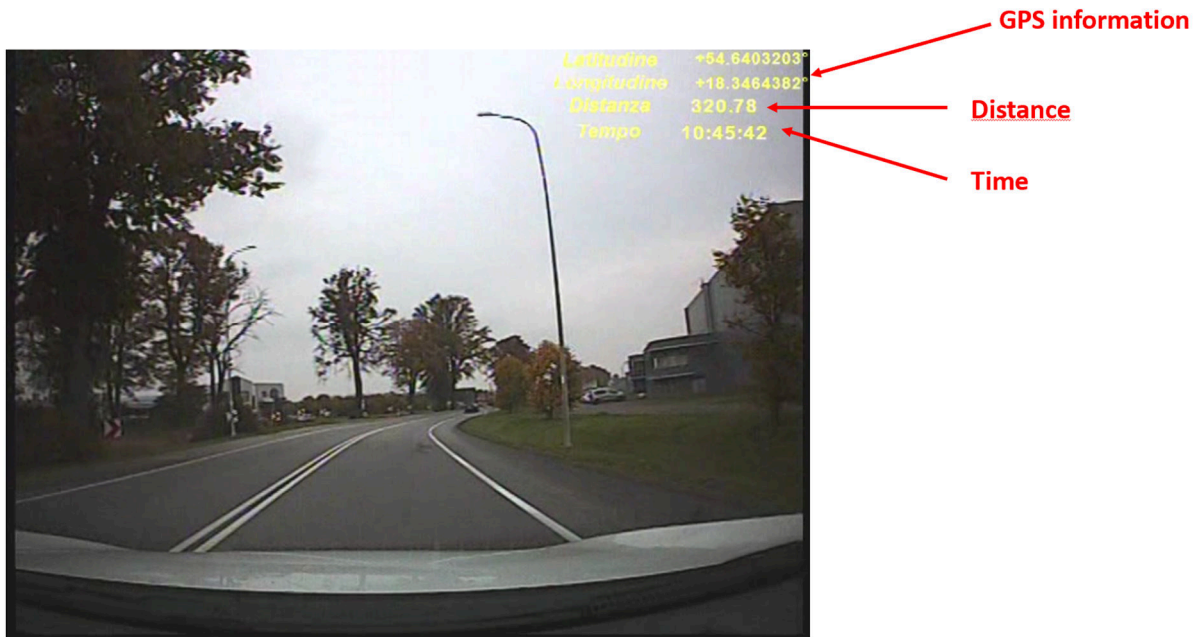 GPS information
Latitudine +54.6403203°
Longitudine +18.3464382°
Distanza 320.78
Distance
Tempo 10:45:42
Time